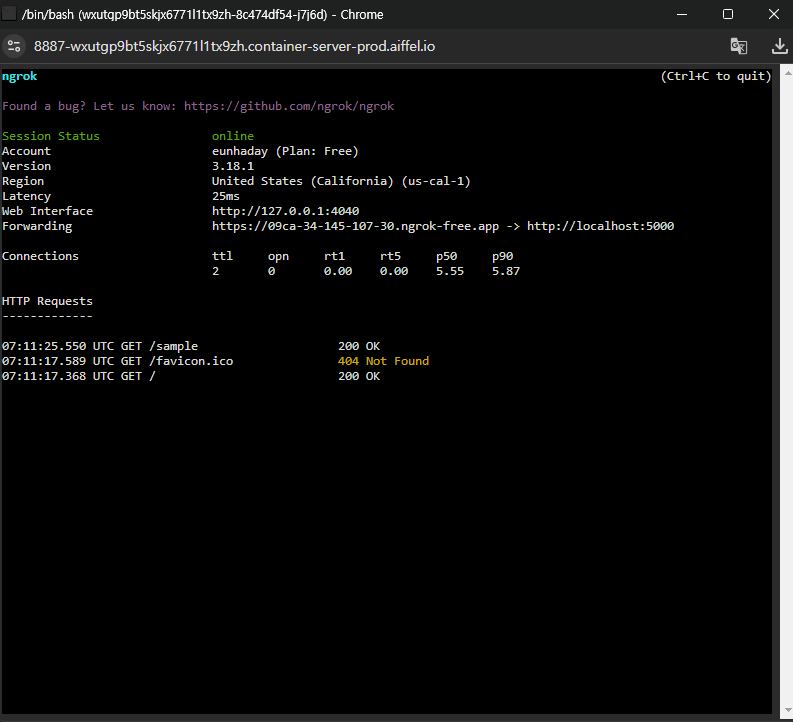 /bin/bash (wxutqp9bt5skjx6771l1tx9zh-8c474df54-j7j6d) - Chrome
8887-wxutgp9bt5skjx6771l1tx9zh.container-server-prod.aiffel.io
ngrok (Ctrl+C to quit)
Found a bug? Let us know: https://github.com/ngrok/ngrok
Session Status online
Account eunhaday (Plan: Free)
Version 3.18.1
Region United States (California) (us-cal-1)
Latency 25ms
Web Interface http://127.0.0.1:4040
Forwarding https://09ca-34-145-107-30.ngrok-free.app -> http://localhost:5000
Connections ttl opn rt1 rt5 p50 p90
2 0 0.00 0.00 5.55 5.87
HTTP Requests
-------------
07:11:25.550 UTC GET /sample 200 OK
07:11:17.589 UTC GET /favicon.ico 404 Not Found
07:11:17.368 UTC GET / 200 OK